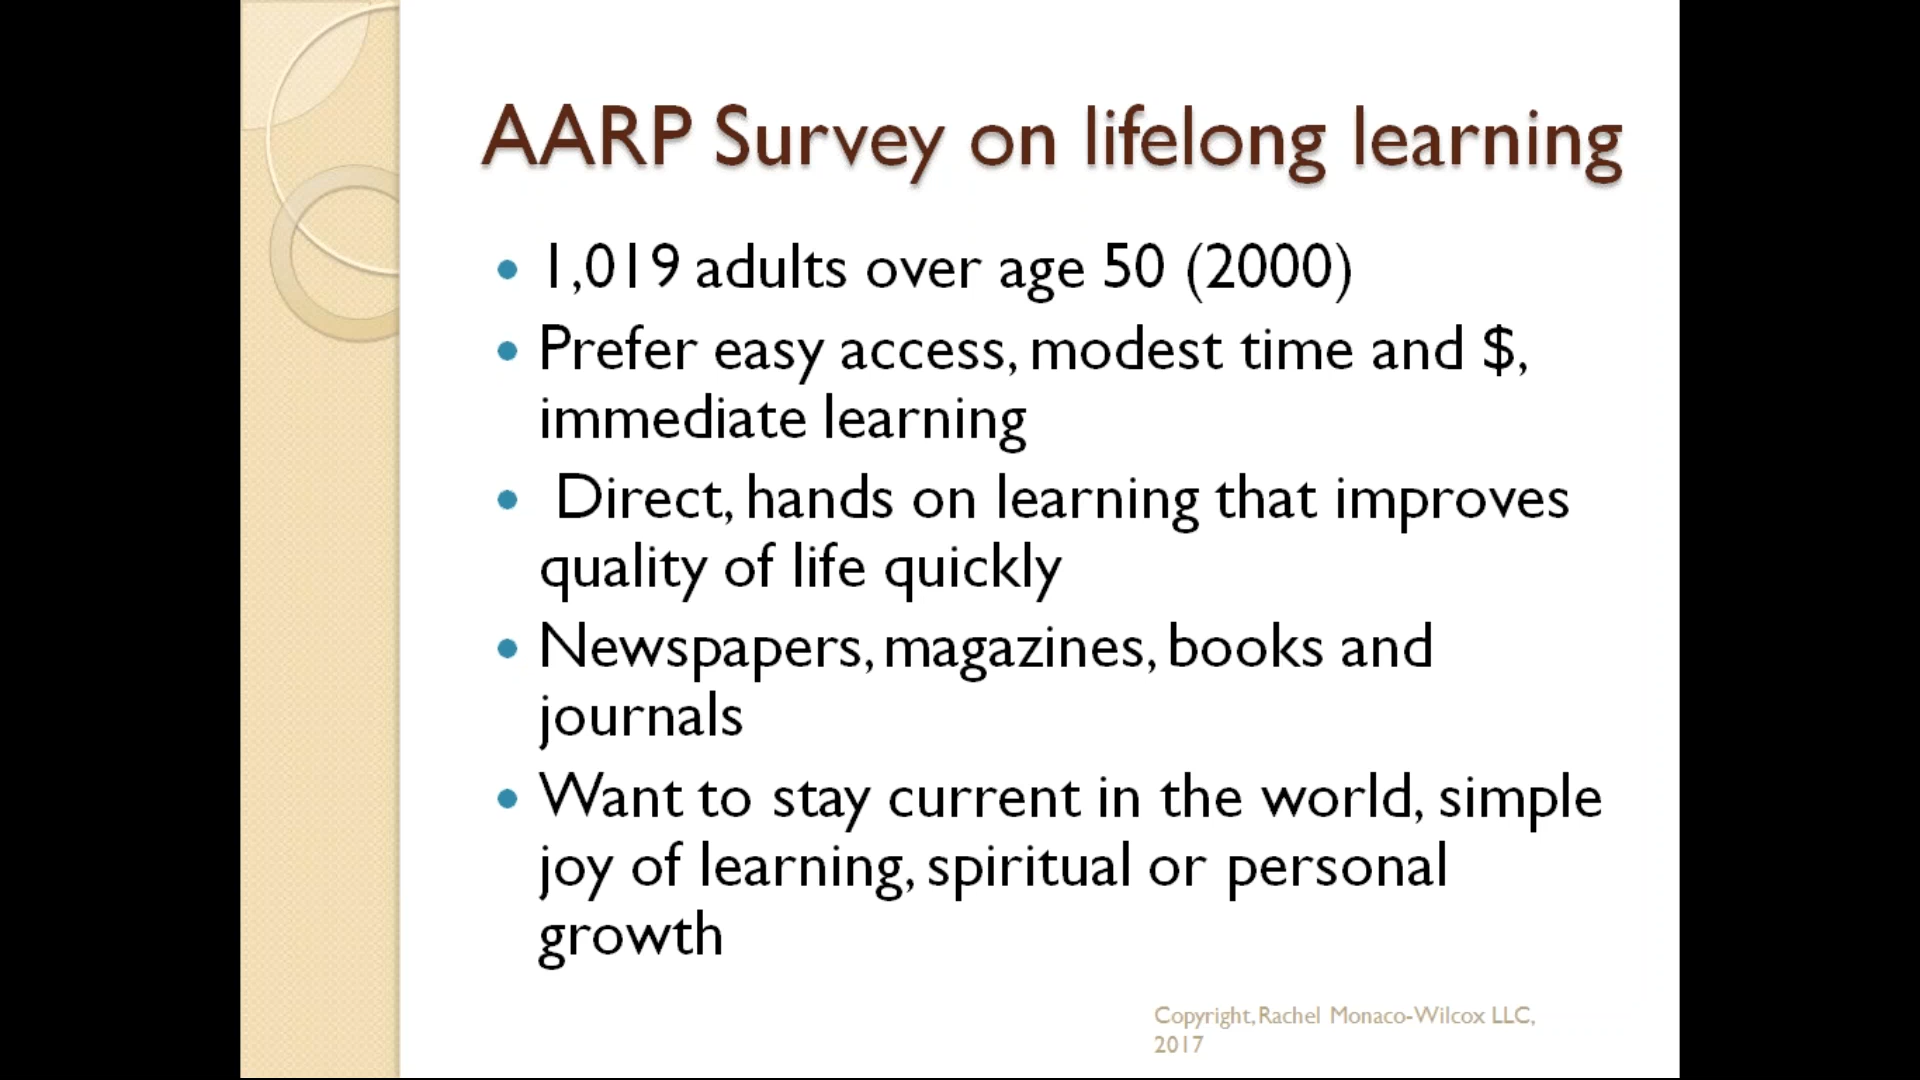 AARP Survey on lifelong learning
• 1,019 adults over age 50 (2000)
• Prefer easy access, modest time and $,
immediate learning
• Direct, hands on learning that improves
quality of life quickly
• Newspapers, magazines, books and
journals
• Want to stay current in the world, simple
joy of learning, spiritual or personal
growth
Copyright, Rachel Monaco-Wilcox LLC,
2017